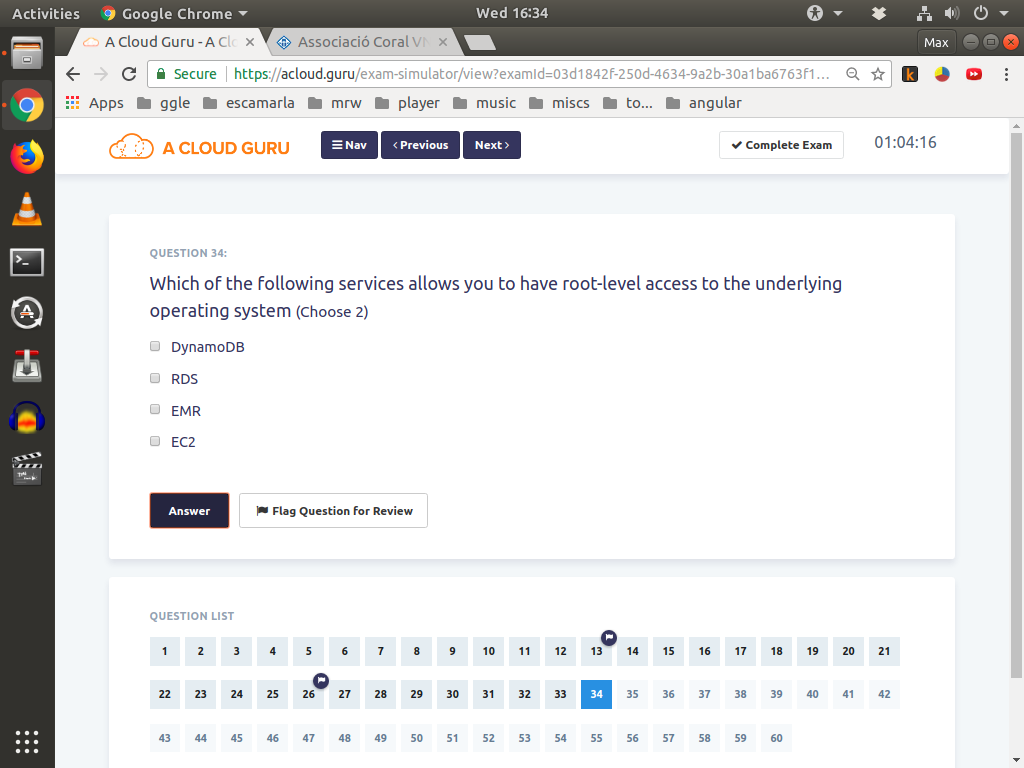 Activities Google Chrome Wed 16:34
A Cloud Guru - A Clo Associació Coral VN Max
Secure https://acloud.guru/exam-simulator/view?examId=03d1842f-250d-4634-9a2b-30a1ba6763f1...
Apps ggle escamarla mrw player music miscs to... angular
A CLOUD GURU Nav Previous Next Complete Exam 01:04:16
QUESTION 34:
Which of the following services allows you to have root-level access to the underlying
operating system (Choose 2)
DynamoDB
RDS
EMR
EC2
Answer Flag Question for Review
QUESTION LIST
1 2 3 4 5 6 7 8 9 10 11 12 13 14 15 16 17 18 19 20 21
22 23 24 25 26 27 28 29 30 31 32 33 34 35 36 37 38 39 40 41 42
43 44 45 46 47 48 49 50 51 52 53 54 55 56 57 58 59 60